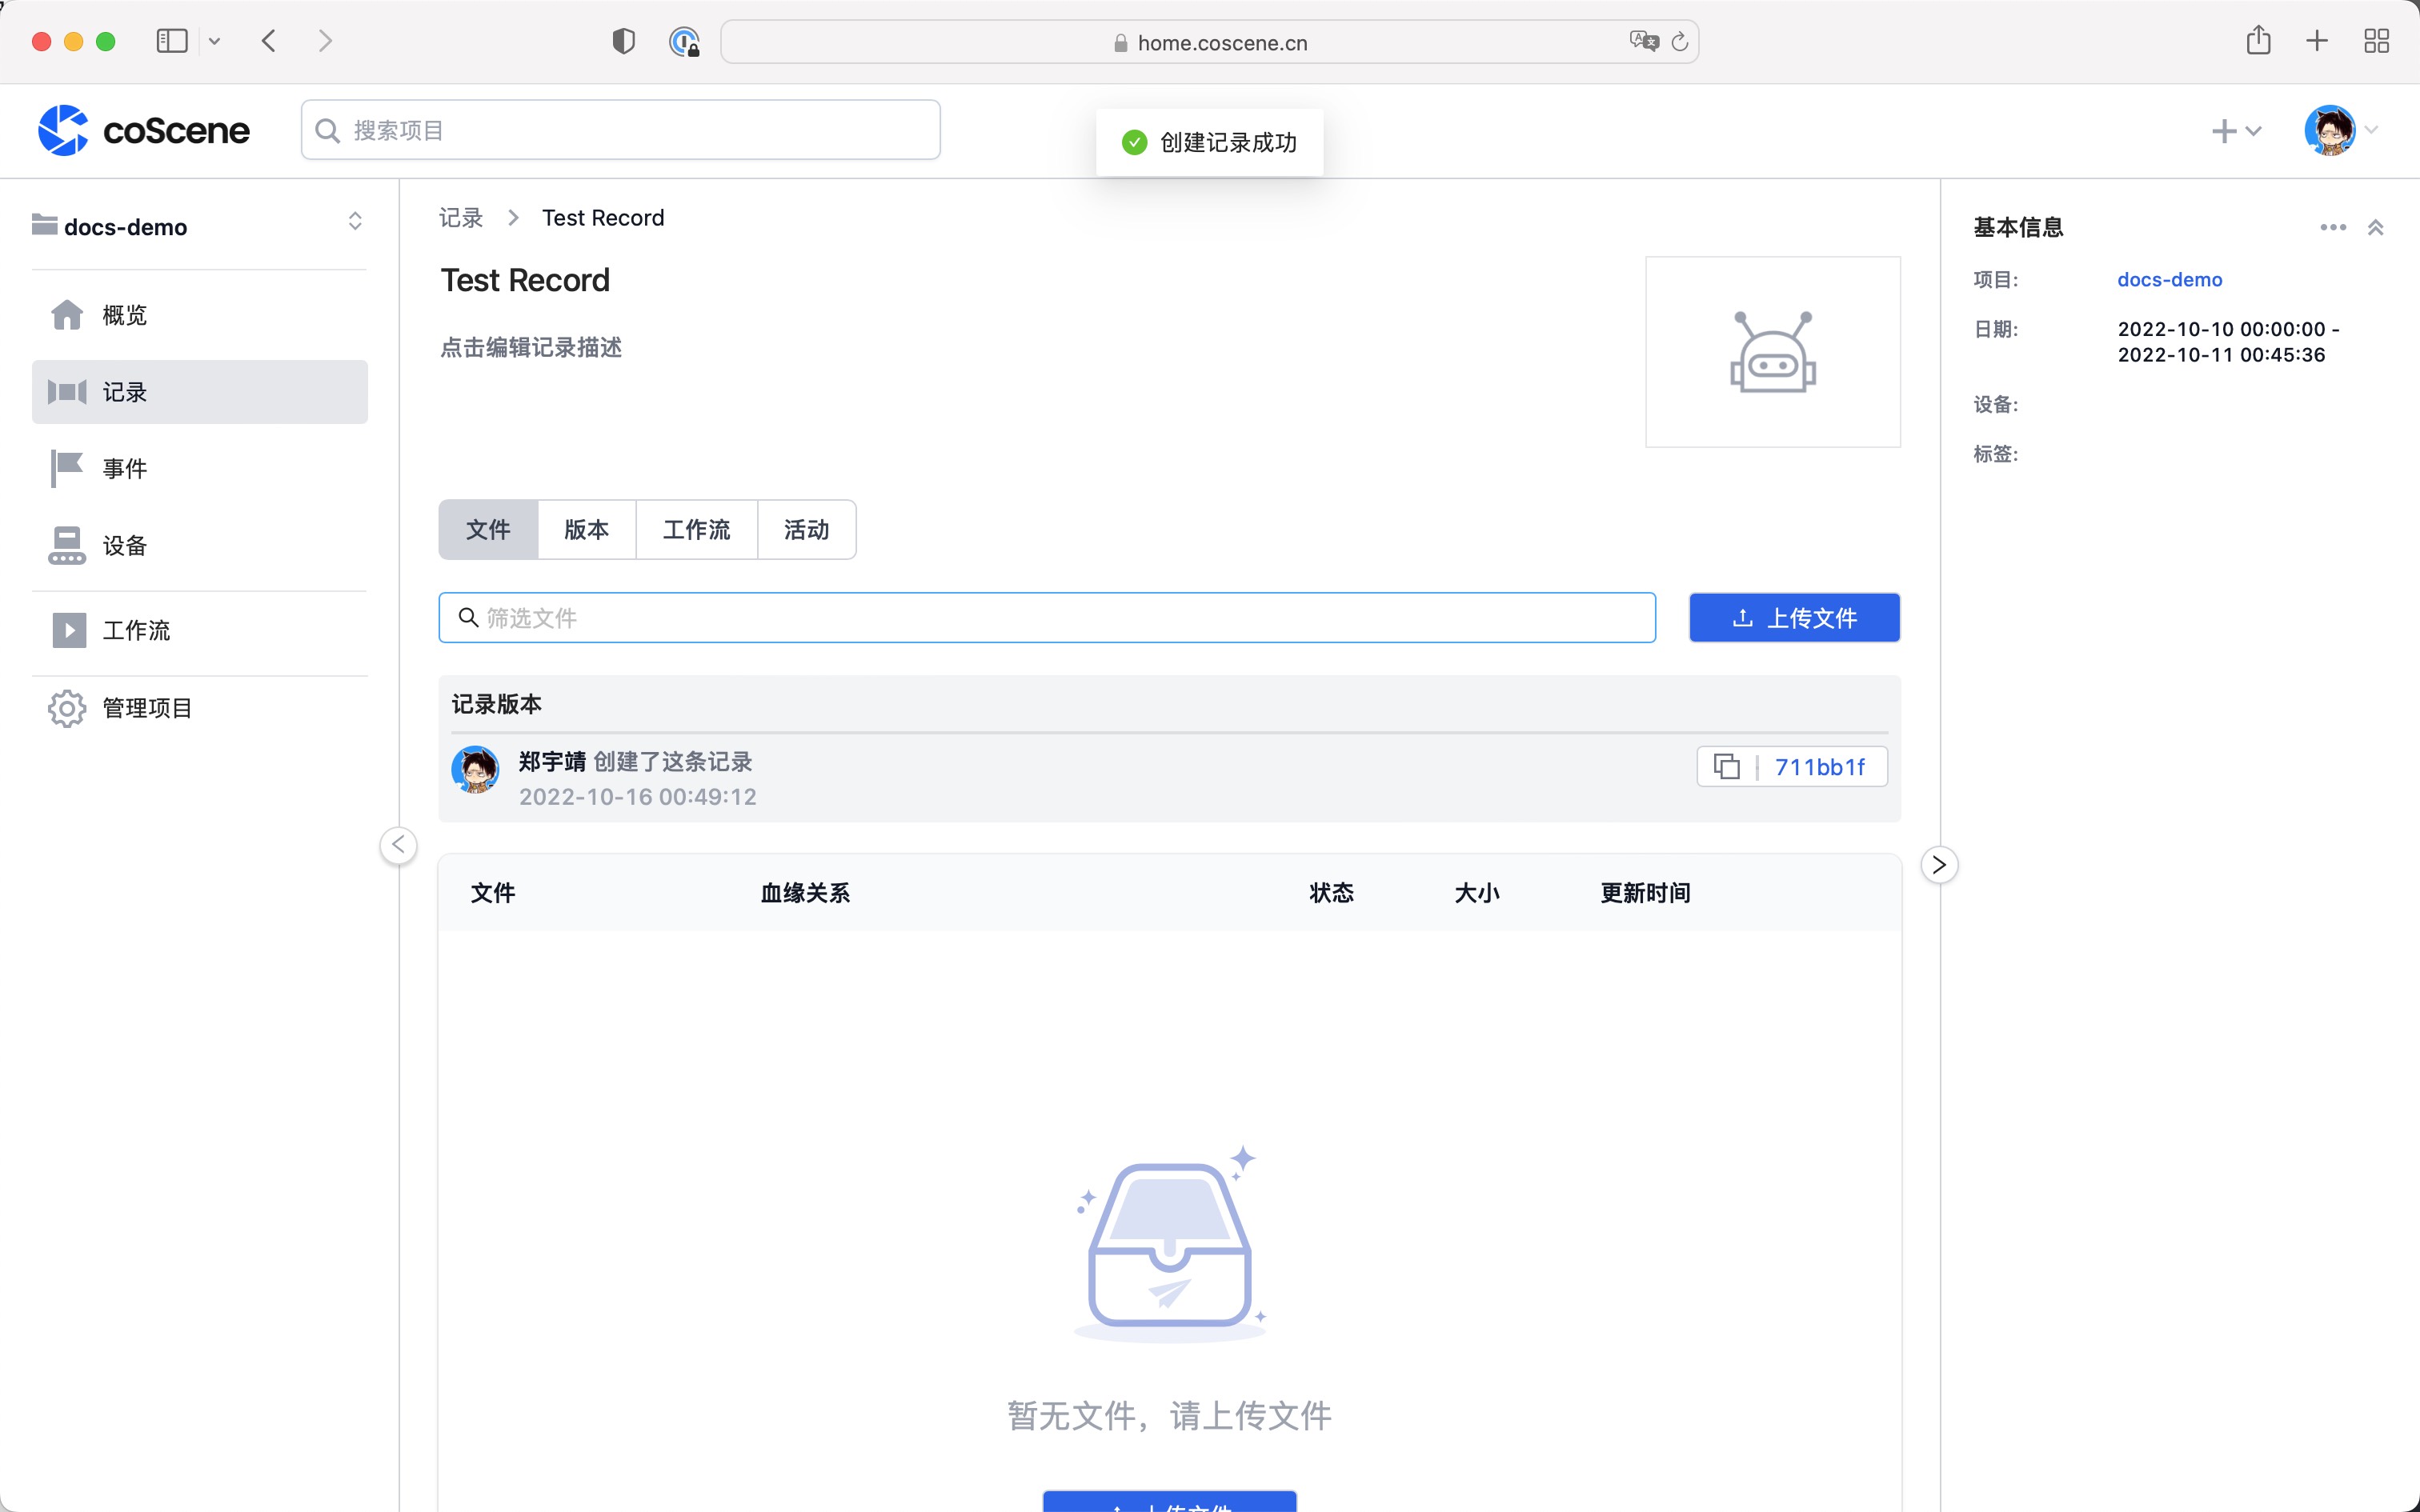 home.coscene.cn
coScene
搜索项目
创建记录成功
docs-demo
概览
记录
事件
设备
工作流
管理项目
记录 > Test Record
Test Record
点击编辑记录描述
文件
版本
工作流
活动
筛选文件
上传文件
记录版本
郑宇靖 创建了这条记录
2022-10-16 00:49:12
711bb1f
文件
血缘关系
状态
大小
更新时间
暂无文件，请上传文件
上传文件
基本信息
项目:
docs-demo
日期:
2022-10-10 00:00:00 -
2022-10-11 00:45:36
设备:
标签: